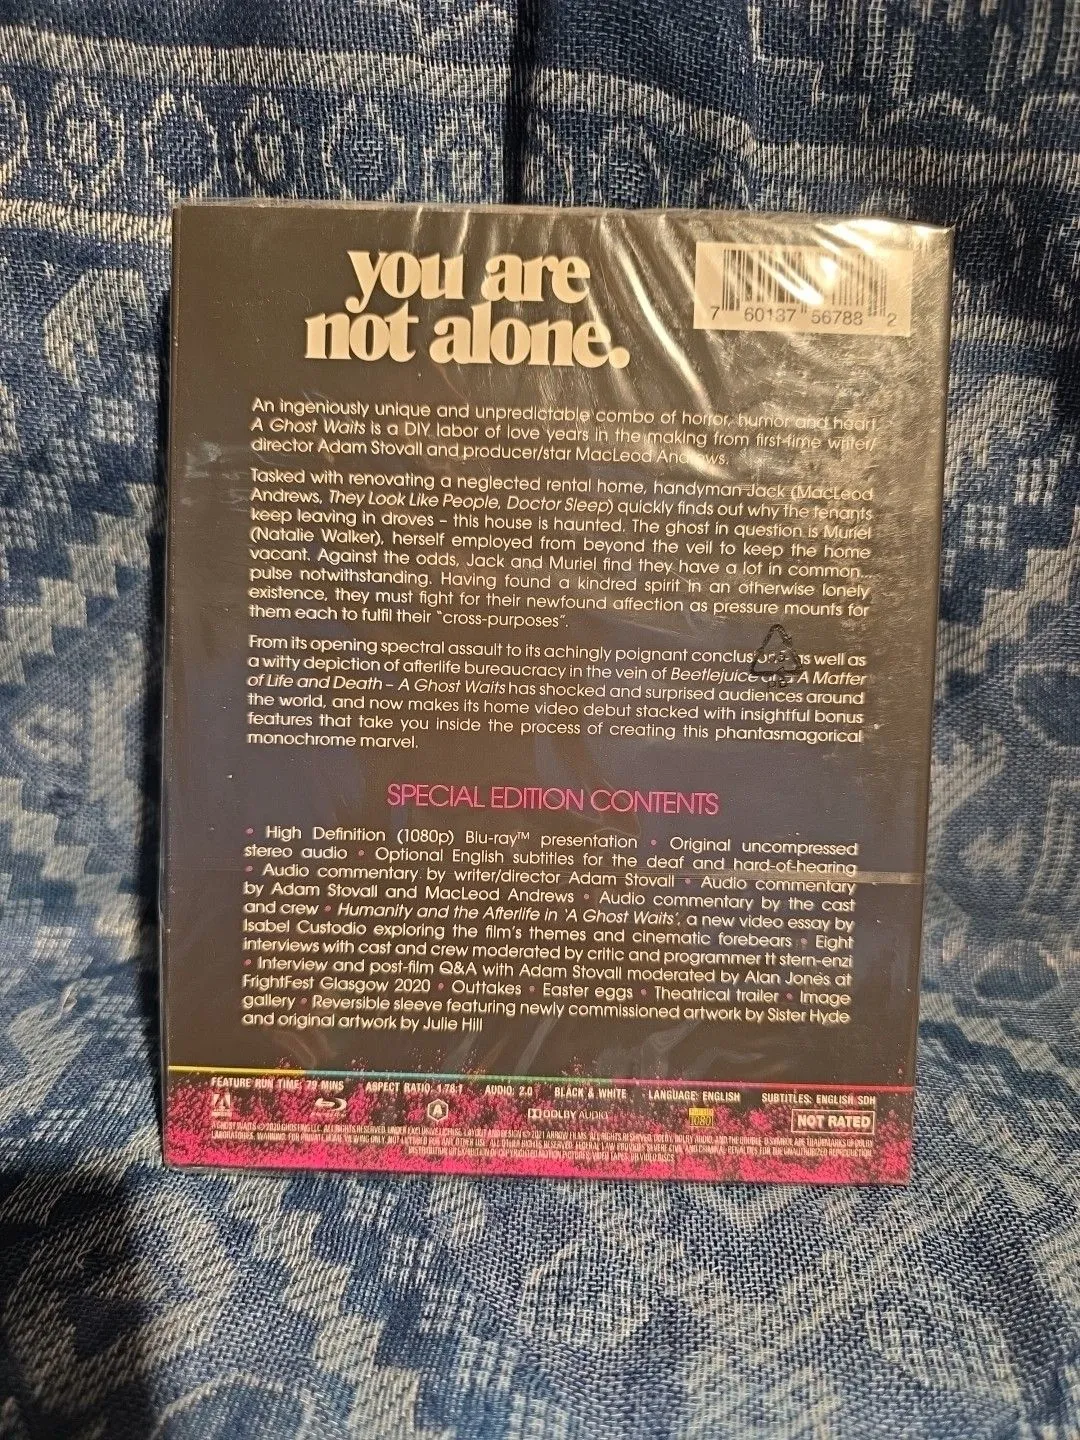 you are
not alone.
7 60137 56788 2
An ingeniously unique and unpredictable combo of horror, humor and heart,
A Ghost Waits is a DIY labor of love years in the making from first-time writer/
director Adam Stovall and producer/star MacLeod Andrews.
Tasked with renovating a neglected rental home, handyman Jack (MacLeod
Andrews, They Look Like People, Doctor Sleep) quickly finds out why the tenants
keep leaving in droves – this house is haunted. The ghost in question is Muriel
(Natalie Walker), herself employed from beyond the veil to keep the home
vacant. Against the odds, Jack and Muriel find they have a lot in common...
pulse notwithstanding. Having found a kindred spirit in an otherwise lonely
existence, they must fight for their newfound affection as pressure mounts for
them each to fulfil their "cross-purposes".
From its opening spectral assault to its achingly poignant conclusion as well as
a witty depiction of afterlife bureaucracy in the vein of Beetlejuice and A Matter
of Life and Death – A Ghost Waits has shocked and surprised audiences around
the world, and now makes its home video debut stacked with insightful bonus
features that take you inside the process of creating this phantasmagorical
monochrome marvel.
SPECIAL EDITION CONTENTS
• High Definition (1080p) Blu-ray™ presentation • Original uncompressed
stereo audio • Optional English subtitles for the deaf and hard-of-hearing
• Audio commentary by writer/director Adam Stovall • Audio commentary
by Adam Stovall and MacLeod Andrews • Audio commentary by the cast
and crew • Humanity and the Afterlife in 'A Ghost Waits', a new video essay by
Isabel Custodio exploring the film's themes and cinematic forebears • Eight
interviews with cast and crew moderated by critic and programmer tt stern-enzi
• Interview and post-film Q&A with Adam Stovall moderated by Alan Jones at
FrightFest Glasgow 2020 • Outtakes • Easter eggs • Theatrical trailer • Image
gallery • Reversible sleeve featuring newly commissioned artwork by Sister Hyde
and original artwork by Julie Hill
FEATURE RUN TIME: 79 MINS ASPECT RATIO: 1.78:1 AUDIO: 2.0 BLACK & WHITE LANGUAGE: ENGLISH SUBTITLES: ENGLISH SDH
A DOLBY AUDIO 1080 NOT RATED